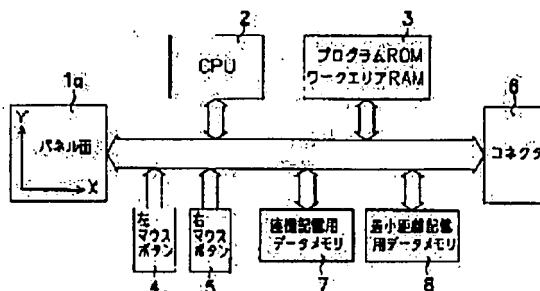 2
3
CPU
プログラムROM
ワークエリアRAM
1a
6
Y
パネル面
X
コネクタ
左
マウス
ボタン
右
マウス
ボタン
座標記憶用
データメモリ
最小距離記憶
用データメモリ
4
5
7
8